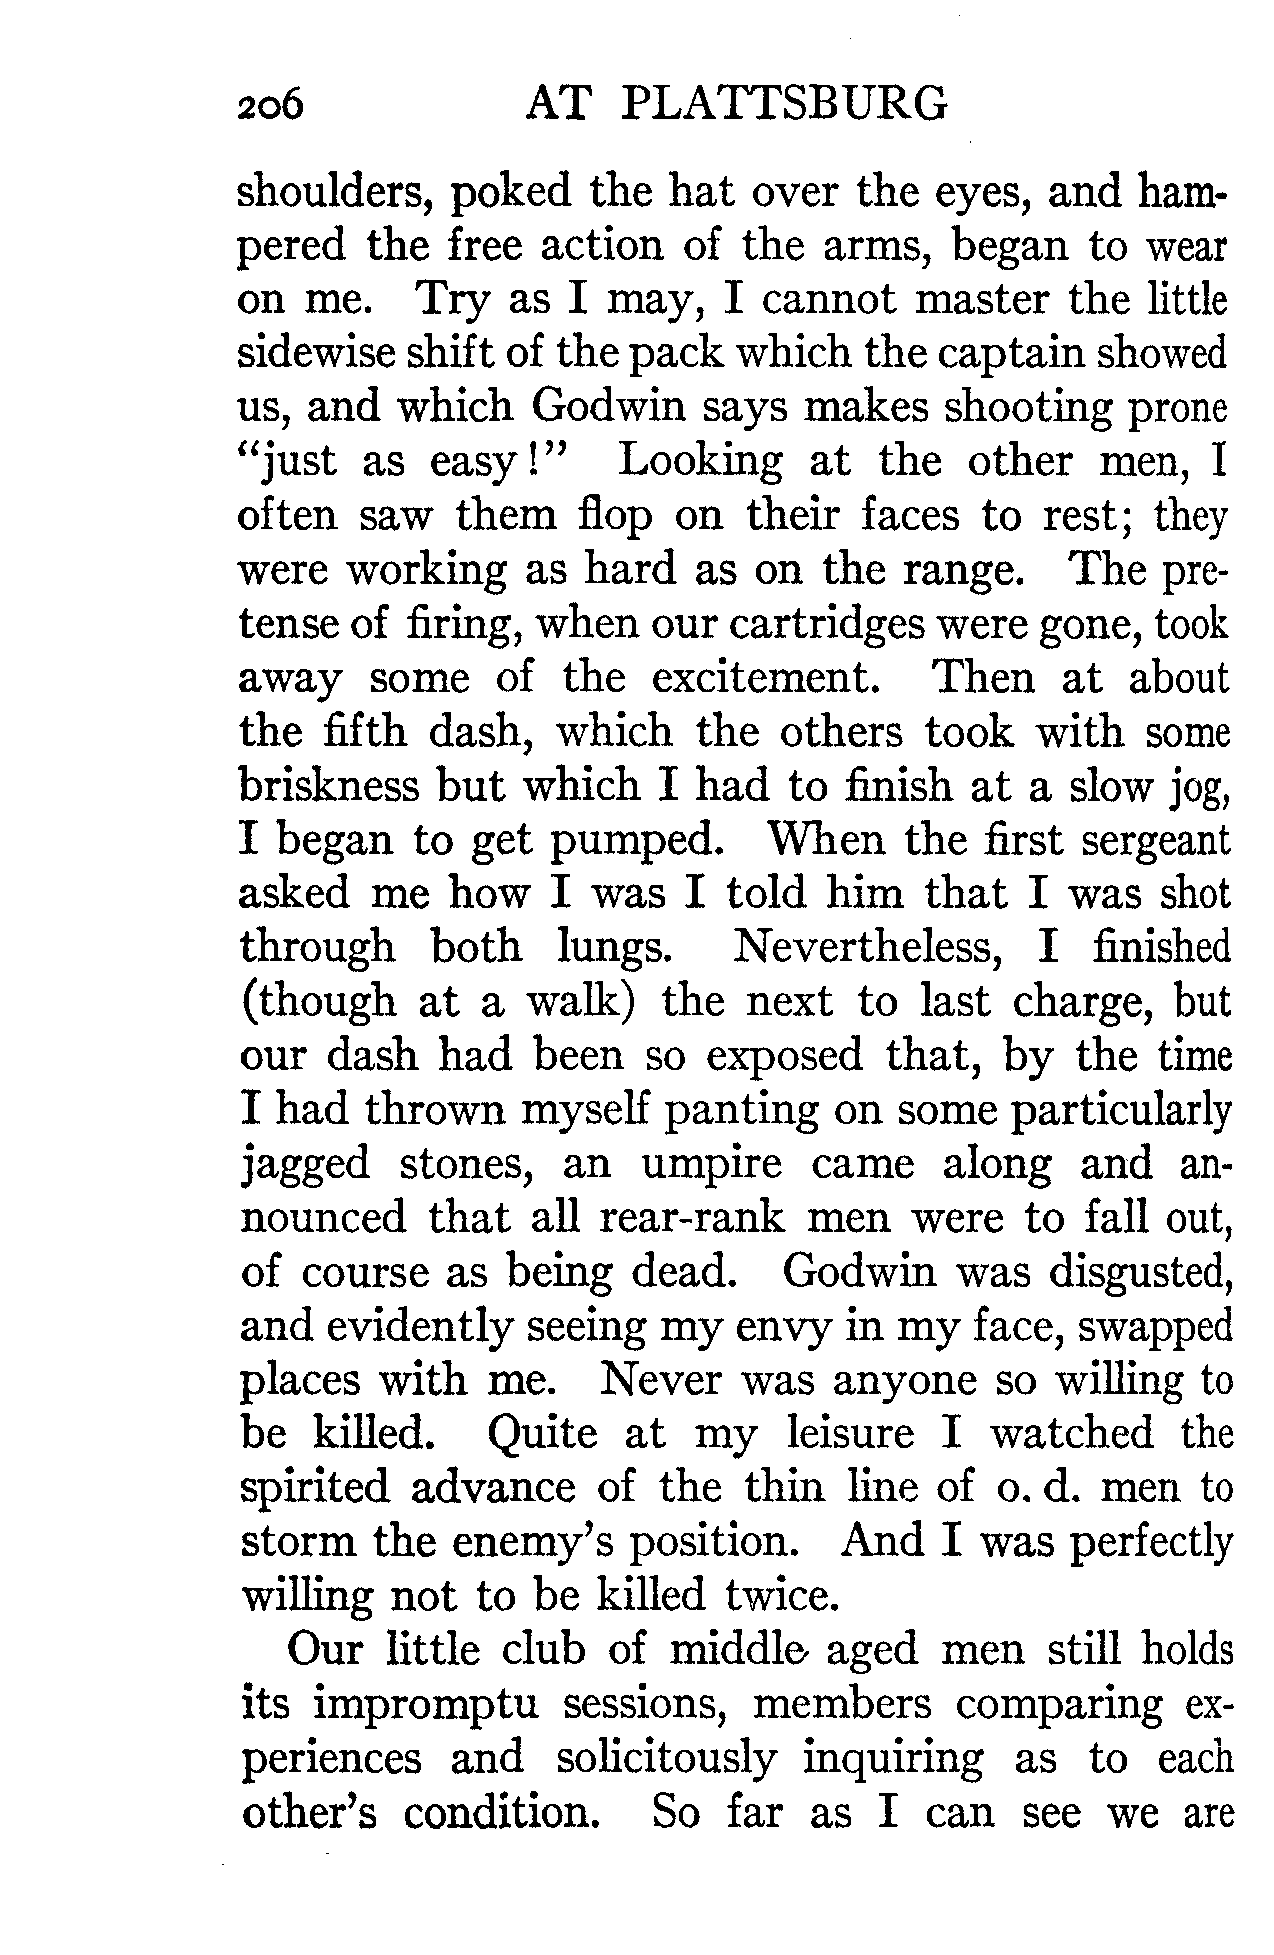 206 AT PLATTSBURG
shoulders, poked the hat over the eyes, and ham-
pered the free action of the arms, began to wear
on me. Try as I may, I cannot master the little
sidewise shift of the pack which the captain showed
us, and which Godwin says makes shooting prone
“just as easy!” Looking at the other men, I
often saw them flop on their faces to rest; they
were working as hard as on the range. The pre-
tense of firing, when our cartridges were gone, took
away some of the excitement. Then at about
the fifth dash, which the others took with some
briskness but which I had to finish at a slow jog,
I began to get pumped. When the first sergeant
asked me how I was I told him that I was shot
through both lungs. Nevertheless, I finished
(though at a walk) the next to last charge, but
our dash had been so exposed that, by the time
I had thrown myself panting on some particularly
jagged stones, an umpire came along and an-
nounced that all rear-rank men were to fall out,
of course as being dead. Godwin was disgusted,
and evidently seeing my envy in my face, swapped
places with me. Never was anyone so willing to
be killed. Quite at my leisure I watched the
spirited advance of the thin line of o. d. men to
storm the enemy’s position. And I was perfectly
willing not to be killed twice.
Our little club of middle aged men still holds
its impromptu sessions, members comparing ex-
periences and solicitously inquiring as to each
other’s condition. So far as I can see we are